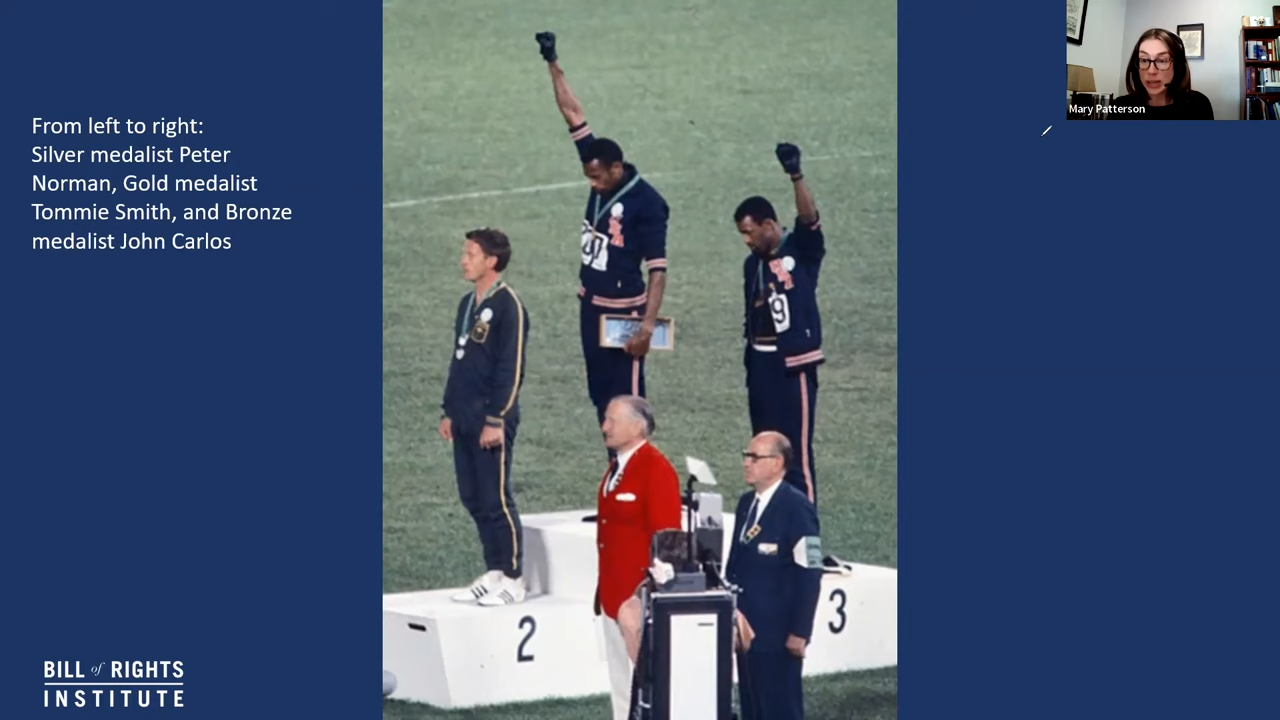 From left to right:
Silver medalist Peter
Norman, Gold medalist
Tommie Smith, and Bronze
medalist John Carlos
Mary Patterson
2
9
3
BILL of RIGHTS
INSTITUTE